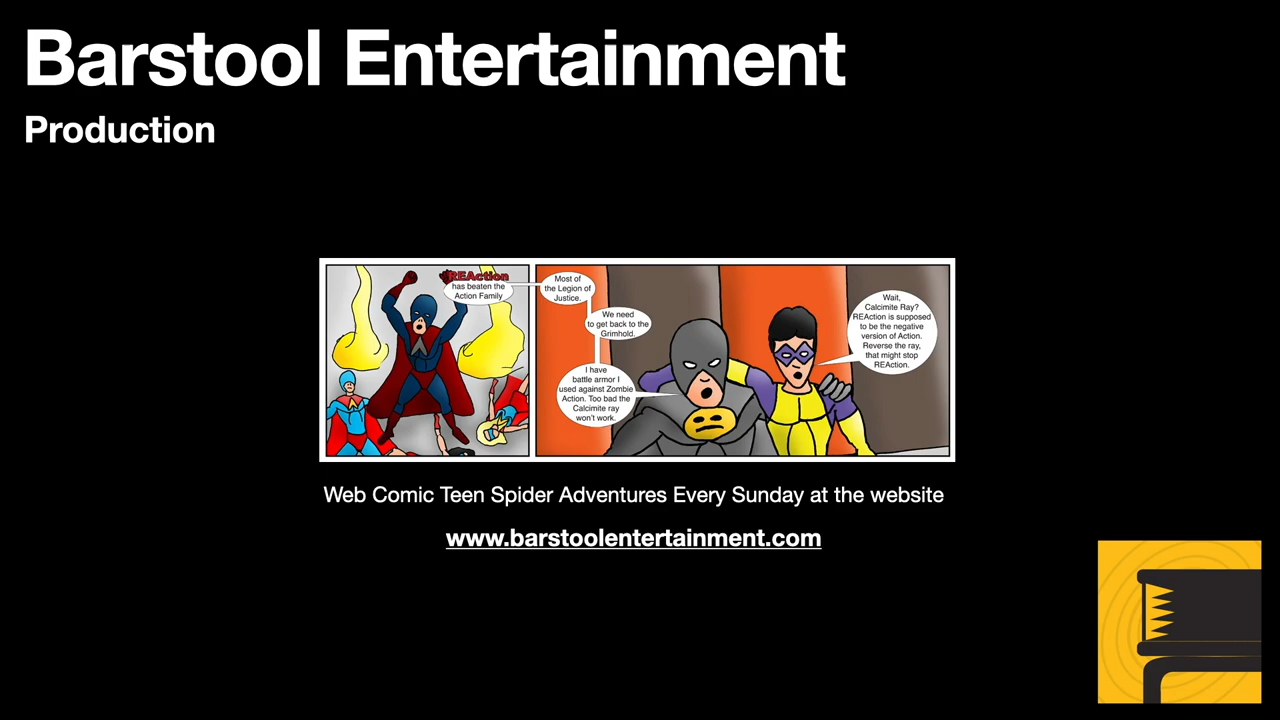 Barstool Entertainment
Production
REAction
has beaten the
Action Family
Most of
the Legion of
Justice.
We need
to get back to the
Grimhold.
I have
battle armor I
used against Zombie
Action. Too bad the
Calcimite ray
won't work.
Wait,
Calcimite Ray?
REAction is supposed
to be the negative
version of Action.
Reverse the ray,
that might stop
REAction.
Web Comic Teen Spider Adventures Every Sunday at the website
www.barstoolentertainment.com